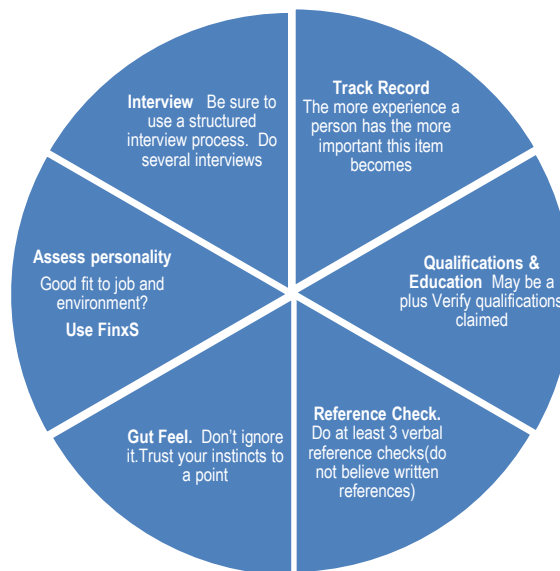 Track Record
The more experience a
person has the more
important this item
becomes
Qualifications &
Education May be a
plus Verify qualifications
claimed
Reference Check.
Do at least 3 verbal
reference checks(do
not believe written
references)
Gut Feel. Don't ignore
it.Trust your instincts to
a point
Assess personality
Good fit to job and
environment?
Use FinxS
Interview Be sure to
use a structured
interview process. Do
several interviews